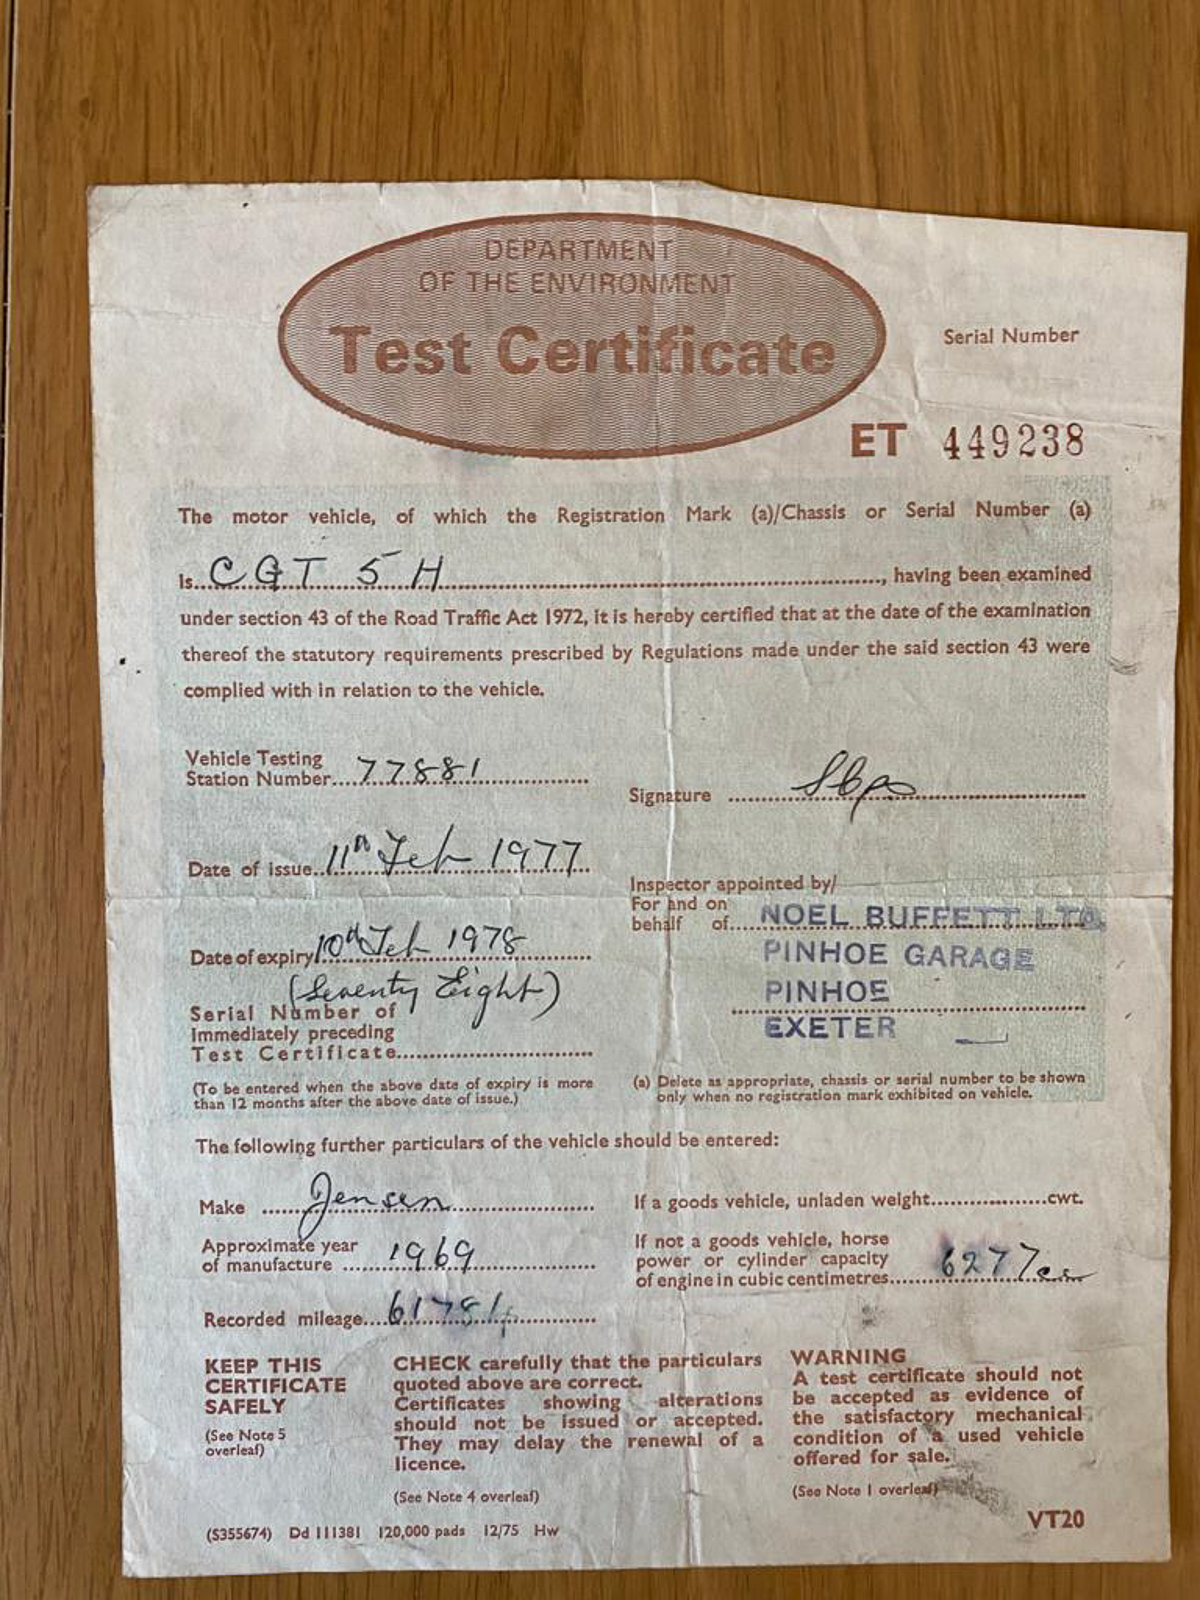 DEPARTMENT
OF THE ENVIRONMENT
Test Certificate
Serial Number
ET 449238
The motor vehicle, of which the Registration Mark (a)/Chassis or Serial Number (a)
Is CGT 5 H, having been examined
under section 43 of the Road Traffic Act 1972, it is hereby certified that at the date of the examination
thereof the statutory requirements prescribed by Regulations made under the said section 43 were
complied with in relation to the vehicle.
Vehicle Testing
Station Number....77881
Signature
Date of issue..11th Feb 1977
Inspector appointed by/
For and on
behalf of.....NOEL BUFFETT LTD.
PINHOE GARAGE
PINHOE
EXETER
Date of expiry 10th Feb 1978
(Seventy Eight)
Serial Number of
Immediately preceding
Test Certificate
(To be entered when the above date of expiry is more
than 12 months after the above date of issue.)
(a) Delete as appropriate, chassis or serial number to be shown
only when no registration mark exhibited on vehicle.
The following further particulars of the vehicle should be entered:
Make Jensen
If a goods vehicle, unladen weight....................cwt.
Approximate year
of manufacture 1969
If not a goods vehicle, horse
power or cylinder capacity
of engine in cubic centimetres 6277cc
Recorded mileage
KEEP THIS
CERTIFICATE
SAFELY
(See Note 5
overleaf)
CHECK carefully that the particulars
quoted above are correct.
Certificates showing alterations
should not be issued or accepted.
They may delay the renewal of a
licence.
(See Note 4 overleaf)
WARNING
A test certificate should not
be accepted as evidence of
the satisfactory mechanical
condition of a used vehicle
offered for sale.
(See Note 1 overleaf)
(S355674) Dd 111381 120,000 pads 12/75 Hw
VT20